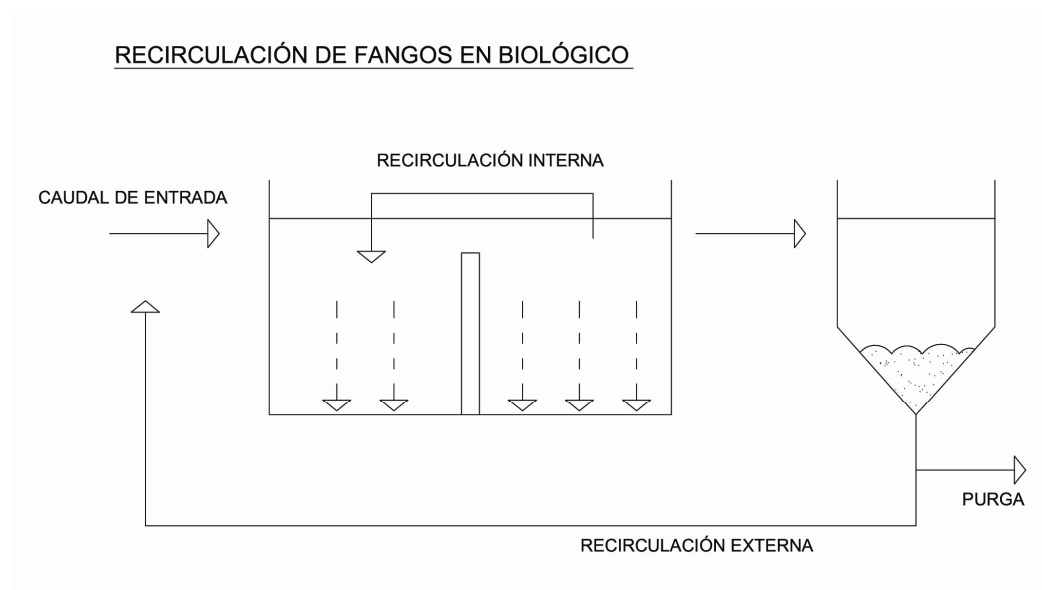 RECIRCULACIÓN DE FANGOS EN BIOLÓGICO
RECIRCULACIÓN INTERNA
CAUDAL DE ENTRADA
PURGA
RECIRCULACIÓN EXTERNA